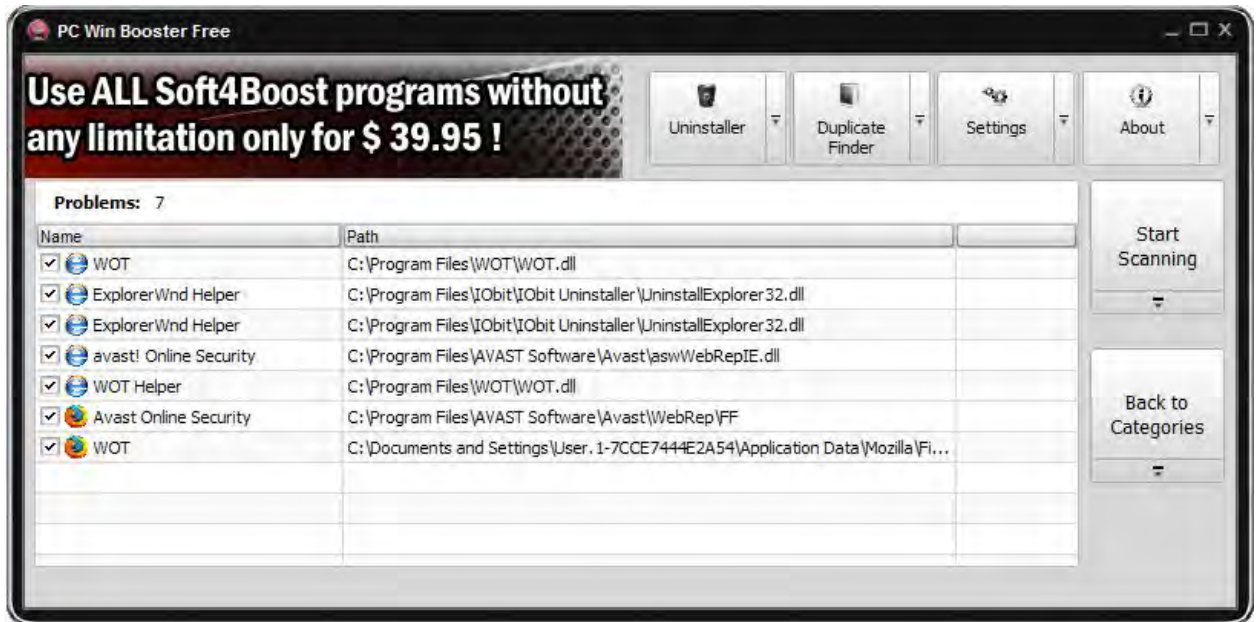 PC Win Booster Free
Use ALL Soft4Boost programs without
any limitation only for $ 39.95 !
Uninstaller
Duplicate
Finder
Settings
About
Problems: 7
Name Path
WOT C:\Program Files\WOT\WOT.dll
ExplorerWnd Helper C:\Program Files\IObit\IObit Uninstaller\UninstallExplorer32.dll
ExplorerWnd Helper C:\Program Files\IObit\IObit Uninstaller\UninstallExplorer32.dll
avast! Online Security C:\Program Files\AVAST Software\Avast\aswWebRepIE.dll
WOT Helper C:\Program Files\WOT\WOT.dll
Avast Online Security C:\Program Files\AVAST Software\Avast\WebRep\FF
WOT C:\Documents and Settings\User.1-7CCE7444E2A54\Application Data\Mozilla\Fi...
Start
Scanning
Back to
Categories